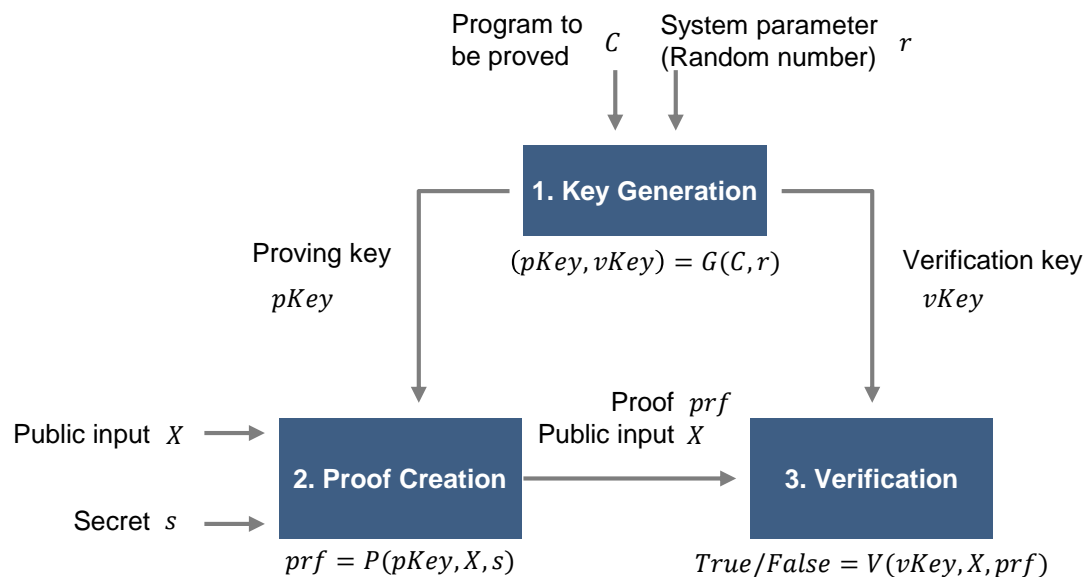 Program to
be proved
C
System parameter
(Random number)
r
1. Key Generation
(pKey, vKey) = G(C, r)
Proving key
pKey
Verification key
vKey
Public input X
Secret s
2. Proof Creation
prf = P(pKey, X, s)
Proof prf
Public input X
3. Verification
True/False = V(vKey, X, prf)